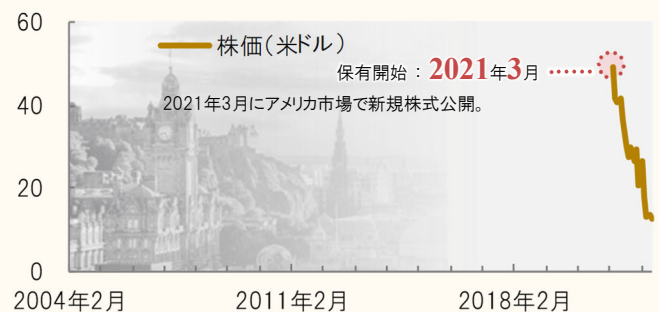 60
株価(米ドル)
保有開始：2021年3月
40
2021年3月にアメリカ市場で新規株式公開。
20
0
2004年2月 2011年2月 2018年2月